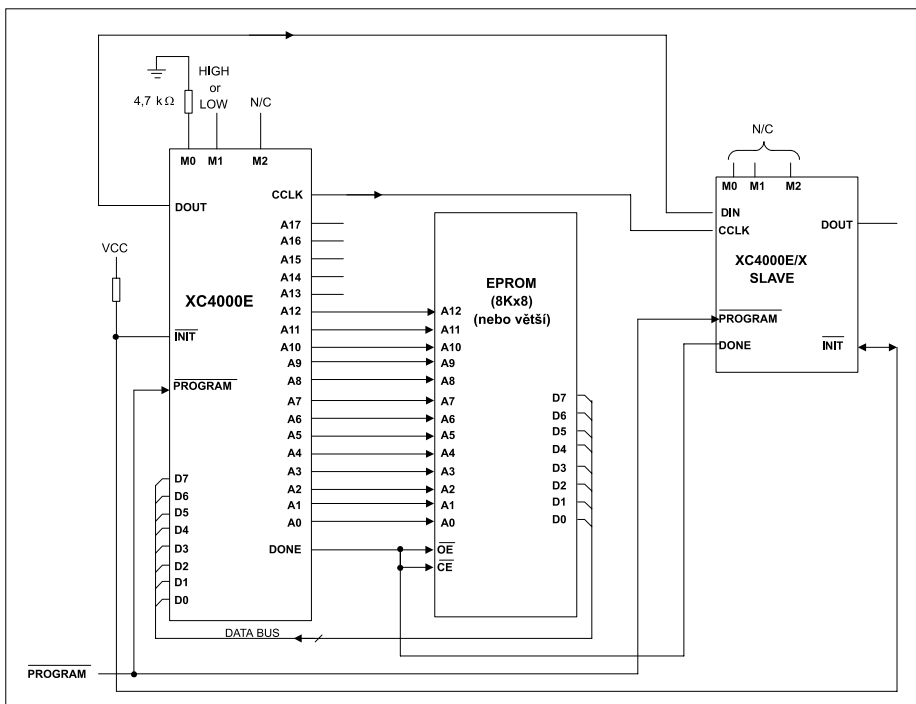 4,7 k Ω
HIGH
or
LOW
N/C
M0 M1 M2
DOUT
CCLK
VCC
XC4000E
INIT
PROGRAM
A17
A16
A15
A14
A13
A12
A11
A10
A9
A8
A7
A6
A5
A4
A3
A2
A1
A0
DONE
D7
D6
D5
D4
D3
D2
D1
D0
DATA BUS
PROGRAM
EPROM
(8Kx8)
(nebo větší)
A12
A11
A10
A9
A8
A7
A6
A5
A4
A3
A2
A1
A0
OE
CE
D7
D6
D5
D4
D3
D2
D1
D0
N/C
M0 M1 M2
DIN
CCLK
DOUT
XC4000E/X
SLAVE
PROGRAM
DONE
INIT